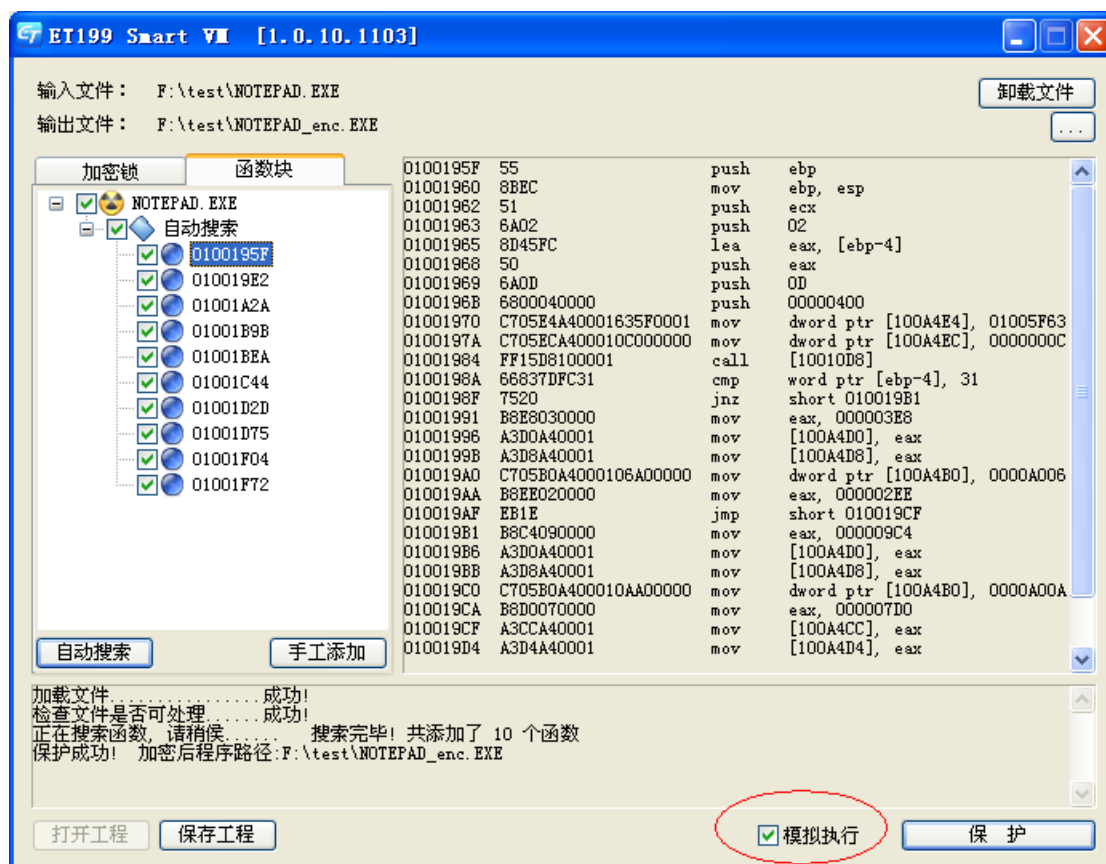 ET199 Smart VM [1.0.10.1103]
输入文件： F:\test\NOTEPAD.EXE
卸载文件
输出文件： F:\test\NOTEPAD_enc.EXE
...
加密锁 函数块
NOTEPAD.EXE
自动搜索
0100195F
010019E2
01001A2A
01001B9B
01001BEA
01001C44
01001D2D
01001D75
01001F04
01001F72
自动搜索 手工添加
0100195F 55 push ebp
01001960 8BEC mov ebp, esp
01001962 51 push ecx
01001963 6A02 push 02
01001965 8D45FC lea eax, [ebp-4]
01001968 50 push eax
01001969 6A0D push 0D
0100196B 6800040000 push 00000400
01001970 C705E4A40001635F0001 mov dword ptr [100A4E4], 01005F63
0100197A C705ECA400010C000000 mov dword ptr [100A4EC], 0000000C
01001984 FF15D8100001 call [10010D8]
0100198A 66837DFC31 cmp word ptr [ebp-4], 31
0100198F 7520 jnz short 010019B1
01001991 B8E8030000 mov eax, 000003E8
01001996 A3D0A40001 mov [100A4D0], eax
0100199B A3D8A40001 mov [100A4D8], eax
010019A0 C705B0A4000106A00000 mov dword ptr [100A4B0], 0000A006
010019AA B8EE020000 mov eax, 000002EE
010019AF EB1E jmp short 010019CF
010019B1 B8C4090000 mov eax, 000009C4
010019B6 A3D0A40001 mov [100A4D0], eax
010019BB A3D8A40001 mov [100A4D8], eax
010019C0 C705B0A400010AA00000 mov dword ptr [100A4B0], 0000A00A
010019CA B8D0070000 mov eax, 000007D0
010019CF A3CCA40001 mov [100A4CC], eax
010019D4 A3D4A40001 mov [100A4D4], eax
加载文件.................成功!
检查文件是否可处理......成功!
正在搜索函数, 请稍侯...... 搜索完毕! 共添加了 10 个函数
保护成功! 加密后程序路径:F:\test\NOTEPAD_enc.EXE
打开工程 保存工程 模拟执行 保 护